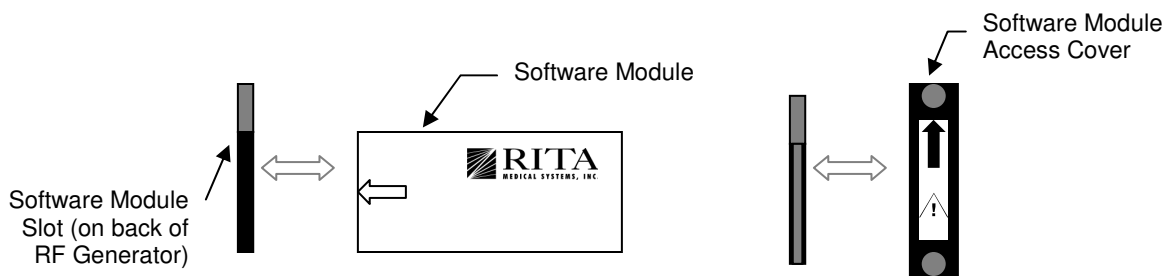 Software Module
Access Cover
Software Module
RITA
MEDICAL SYSTEMS, INC.
Software Module
Slot (on back of
RF Generator)
!